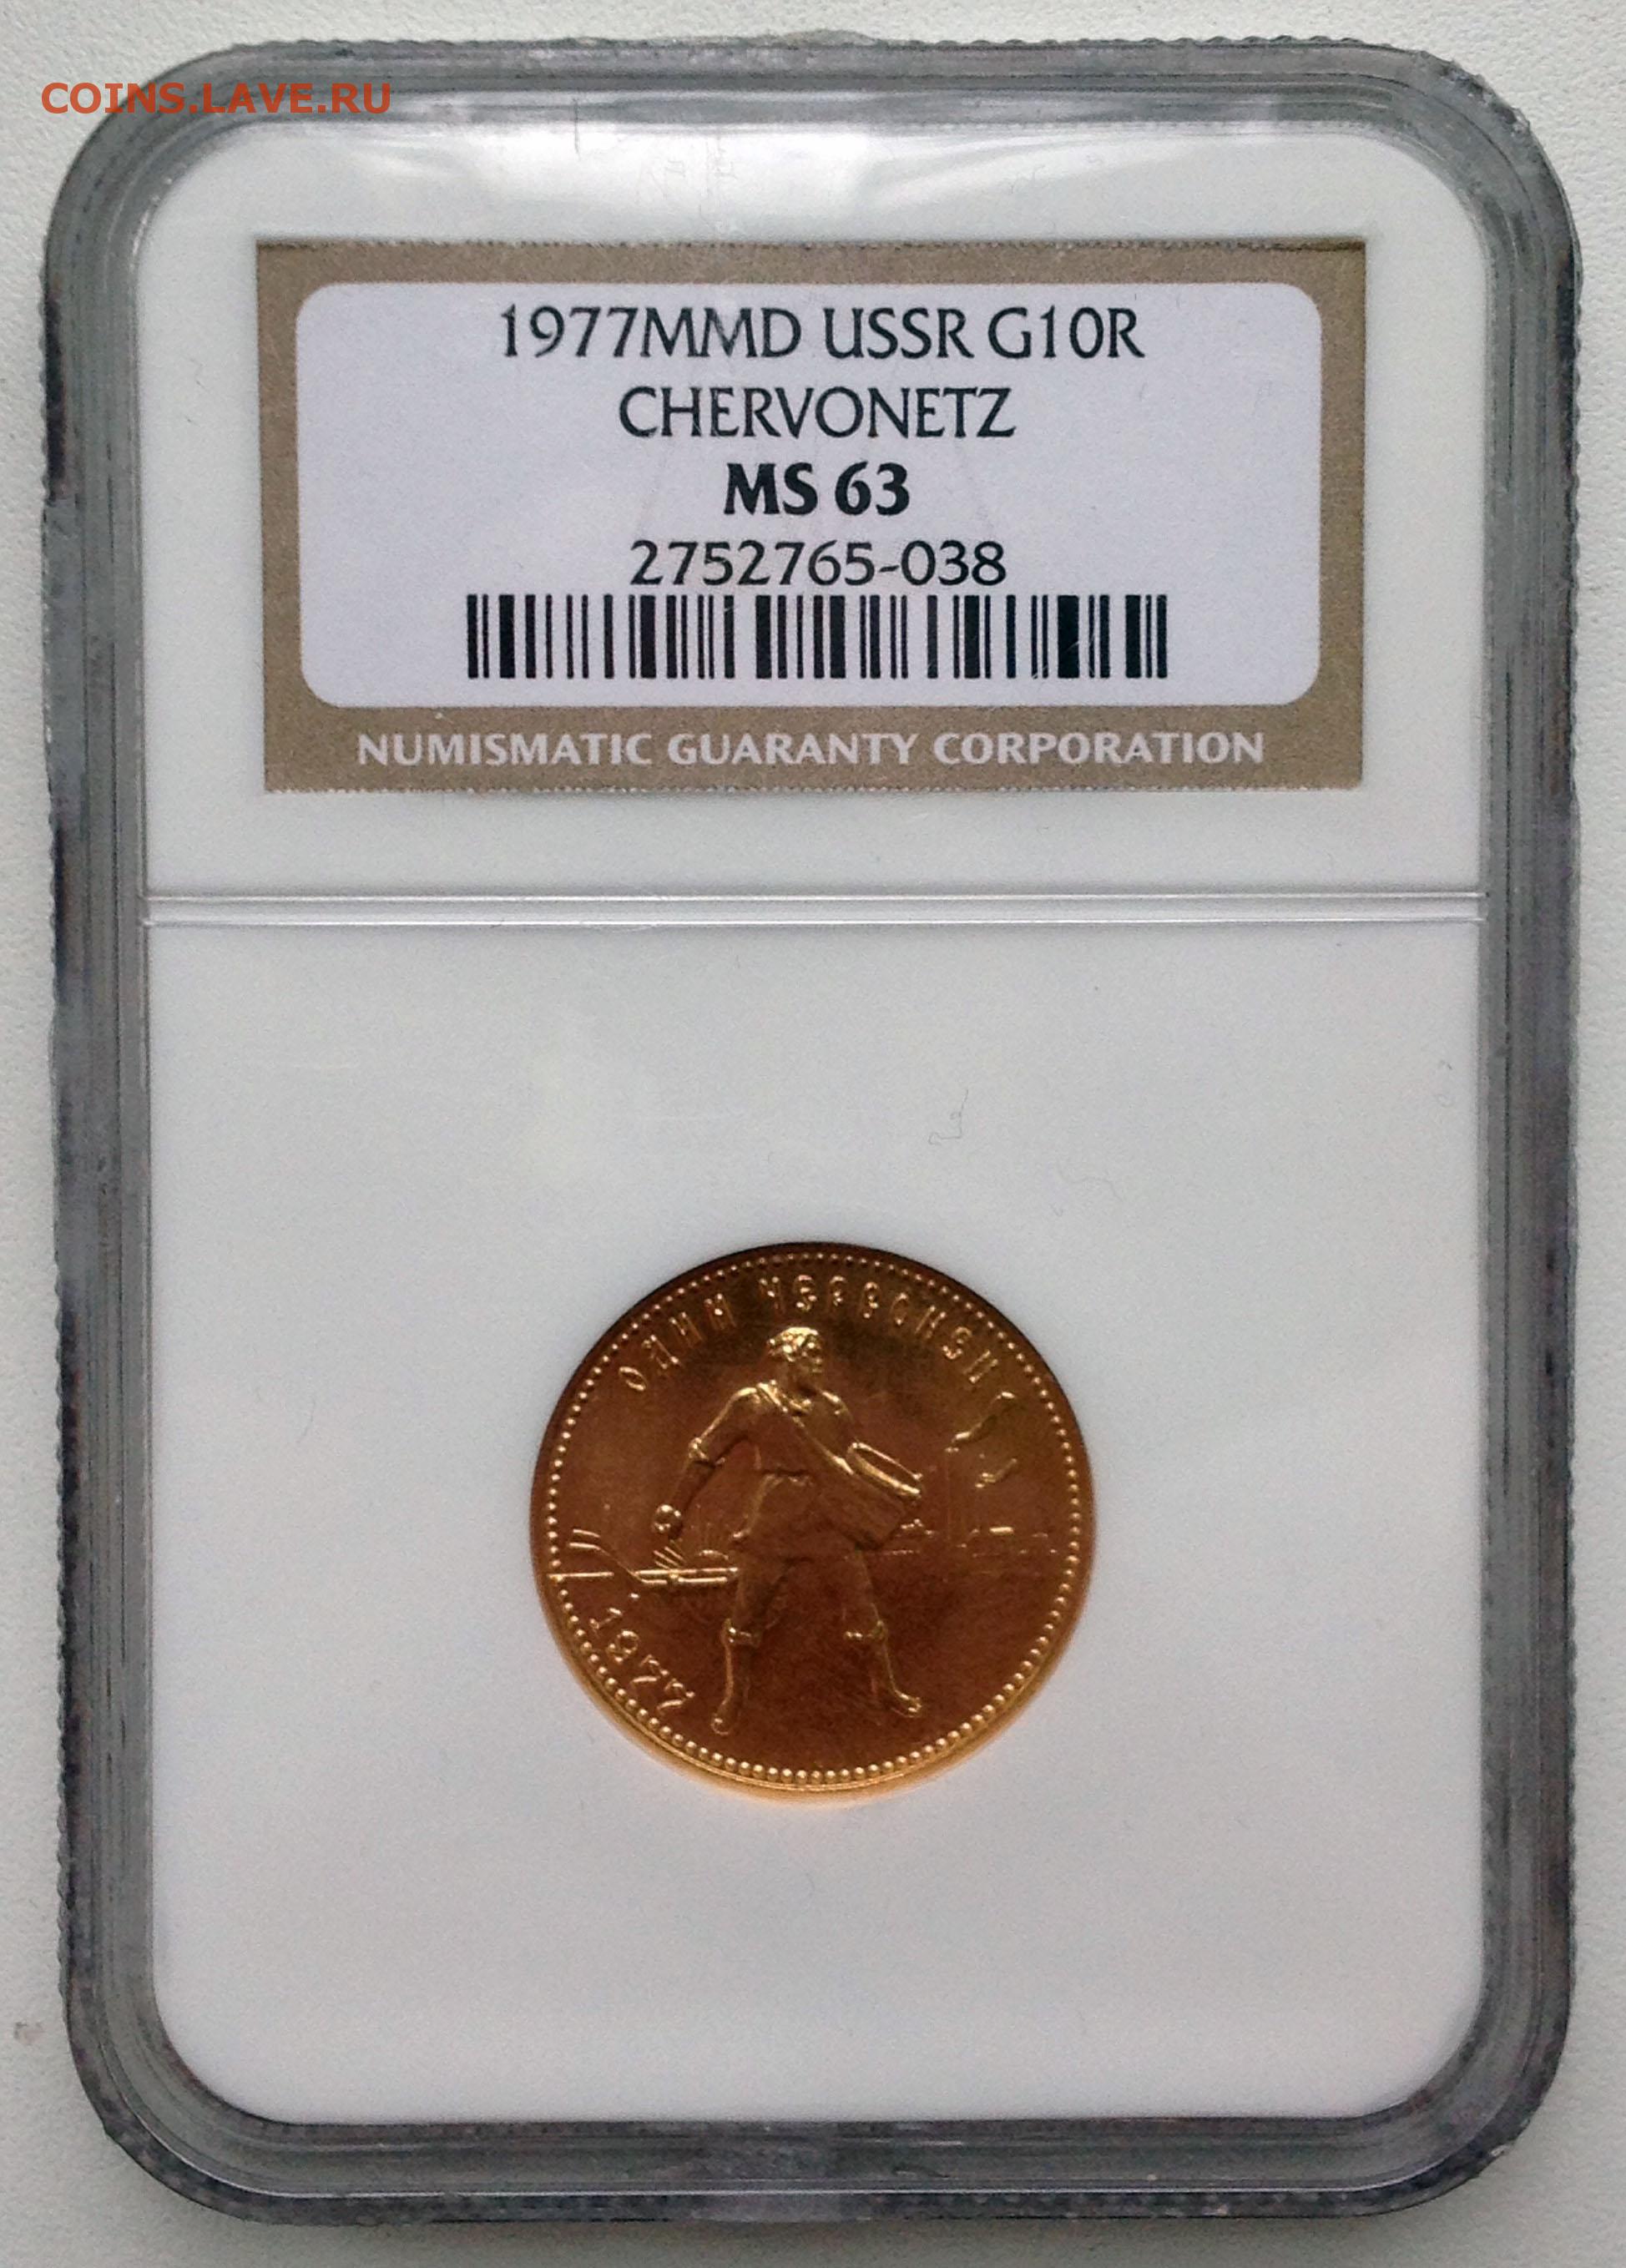 COINS.LAVE.RU
1977MMD USSR G10R
CHERVONETZ
MS 63
2752765-038
NUMISMATIC GUARANTY CORPORATION
ОДИН ЧЕРВОНЕЦ
1977